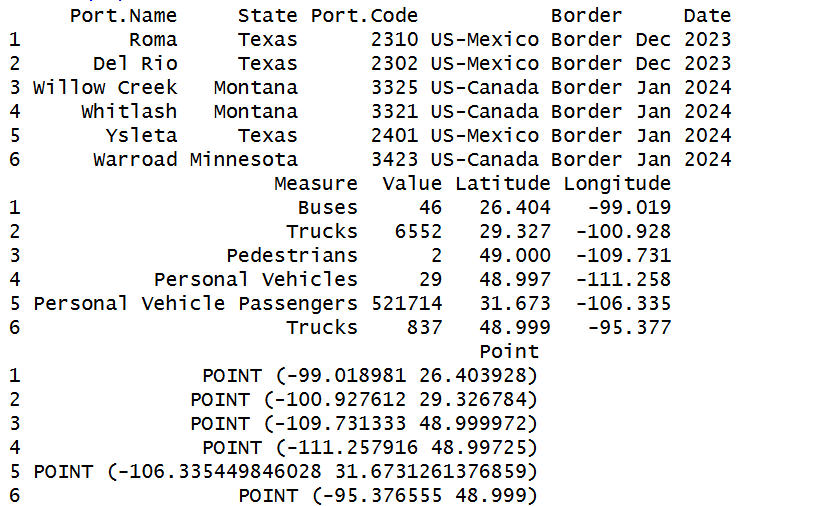 Port.Name State Port.Code Border Date
1 Roma Texas 2310 US-Mexico Border Dec 2023
2 Del Rio Texas 2302 US-Mexico Border Dec 2023
3 Willow Creek Montana 3325 US-Canada Border Jan 2024
4 Whitlash Montana 3321 US-Canada Border Jan 2024
5 Ysleta Texas 2401 US-Mexico Border Jan 2024
6 Warroad Minnesota 3423 US-Canada Border Jan 2024
Measure Value Latitude Longitude
1 Buses 46 26.404 -99.019
2 Trucks 6552 29.327 -100.928
3 Pedestrians 2 49.000 -109.731
4 Personal Vehicles 29 48.997 -111.258
5 Personal Vehicle Passengers 521714 31.673 -106.335
6 Trucks 837 48.999 -95.377
Point
1 POINT (-99.018981 26.403928)
2 POINT (-100.927612 29.326784)
3 POINT (-109.731333 48.999972)
4 POINT (-111.257916 48.99725)
5 POINT (-106.335449846028 31.6731261376859)
6 POINT (-95.376555 48.999)